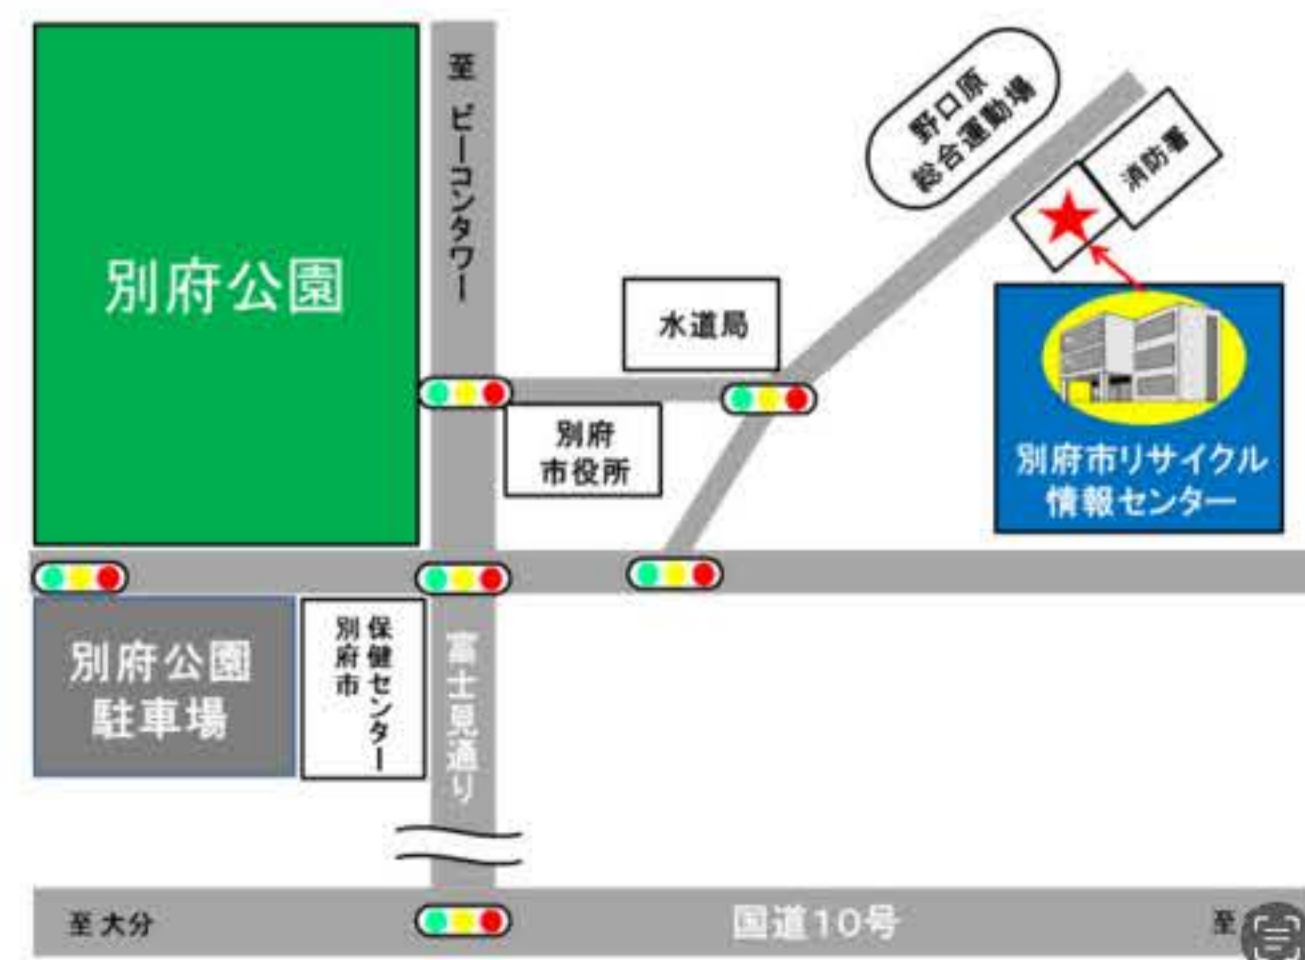 至 ビーコンタワー
野口原
総合運動場
消防署
別府公園
水道局
別府
市役所
別府市リサイクル
情報センター
別府公園
駐車場
別府市
保健センター
富士見通り
至 大分
国道10号
至